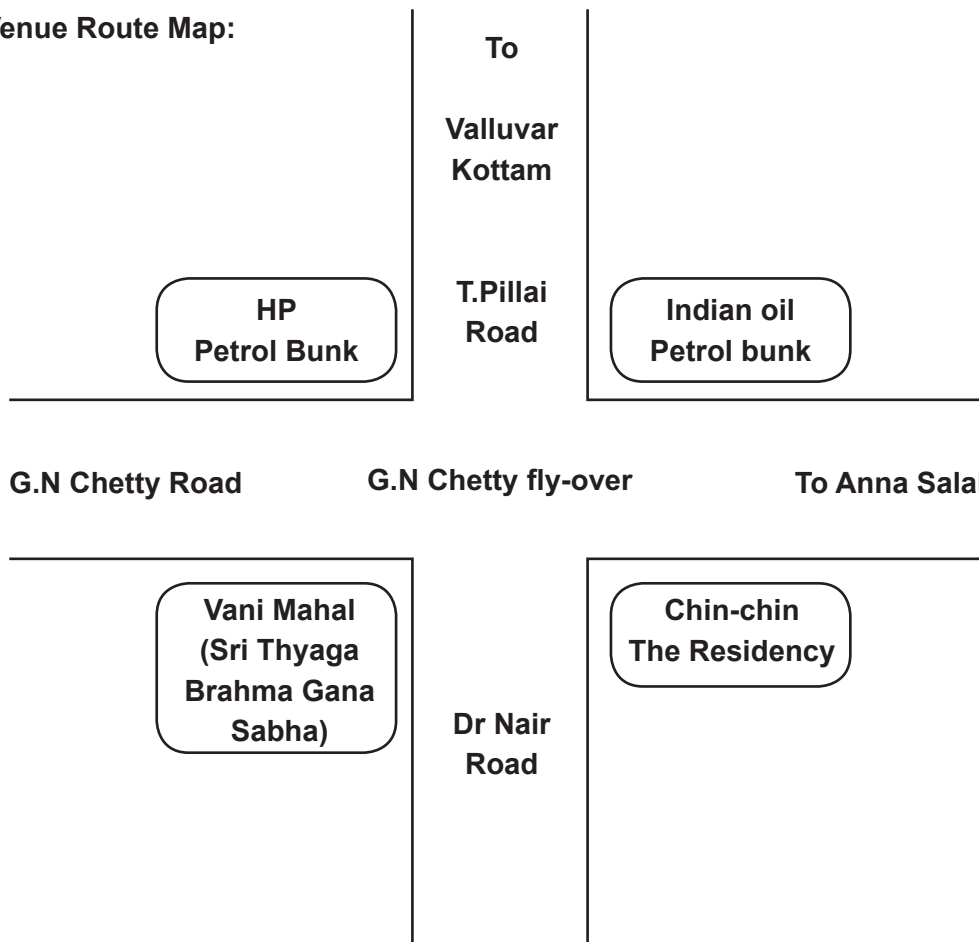 Venue Route Map:
To
Valluvar
Kottam
T.Pillai
Road
HP
Petrol Bunk
Indian oil
Petrol bunk
G.N Chetty Road
G.N Chetty fly-over
To Anna Salai
Vani Mahal
(Sri Thyaga
Brahma Gana
Sabha)
Chin-chin
The Residency
Dr Nair
Road